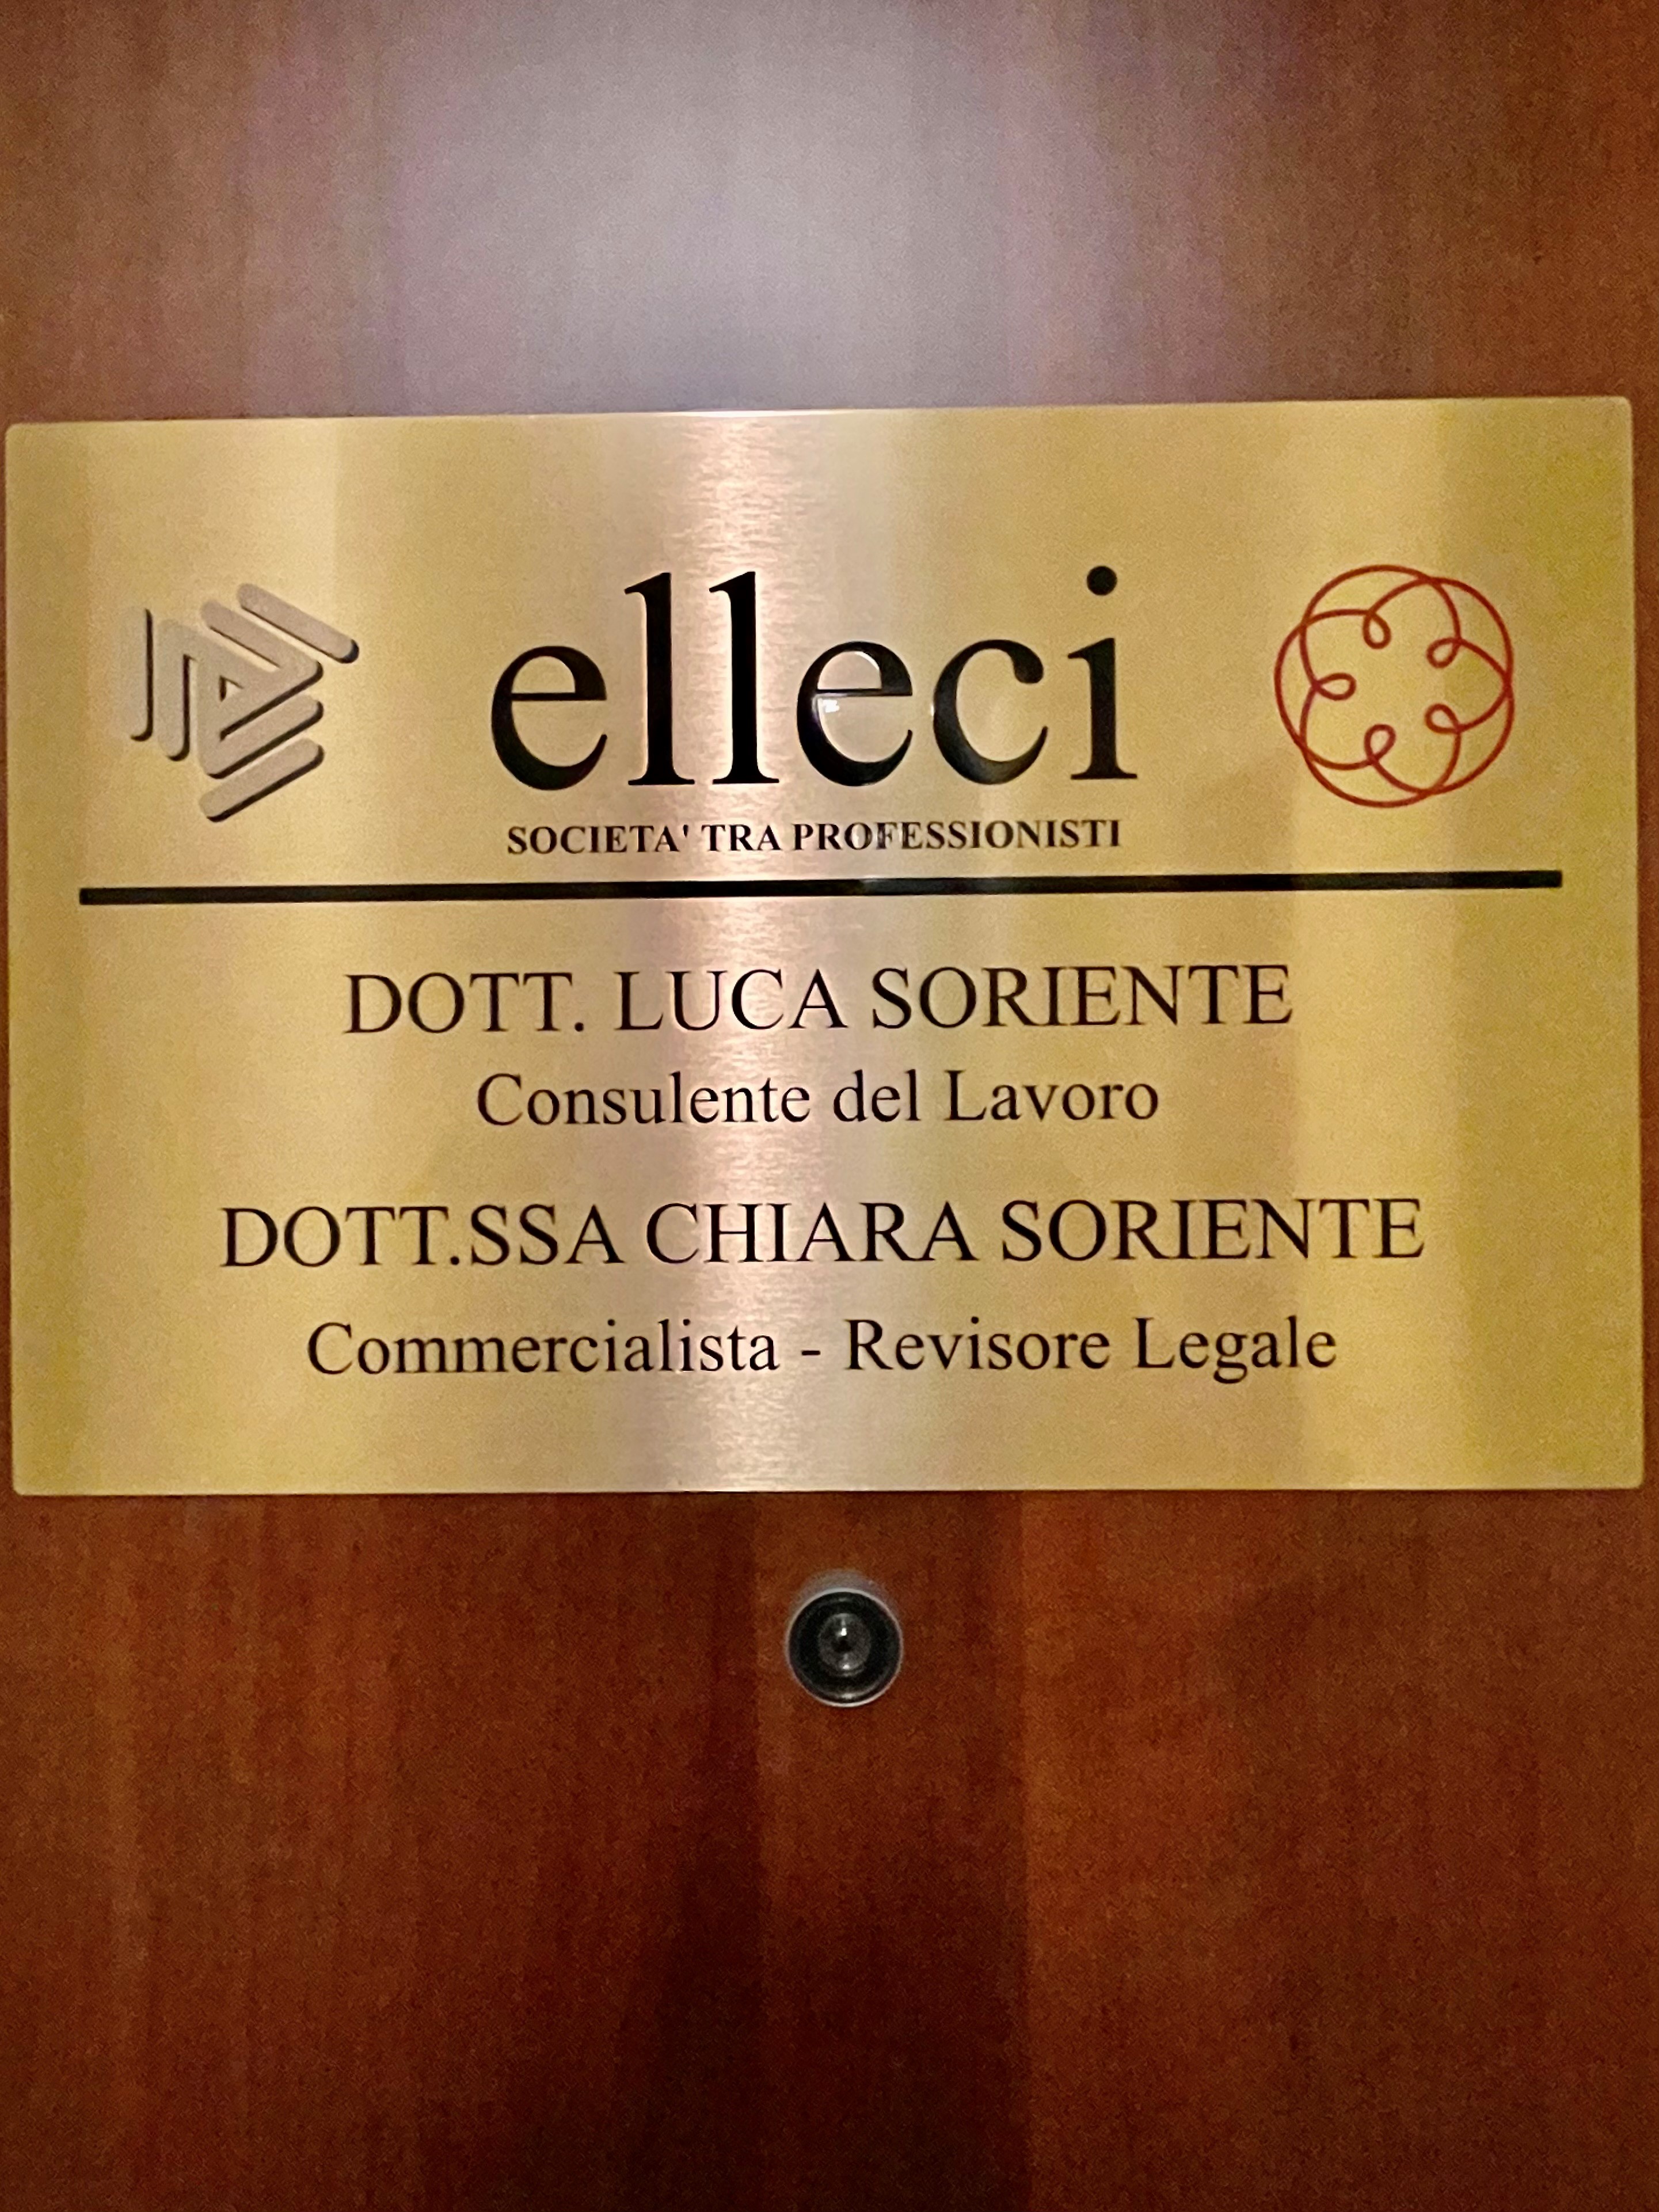 elleci
SOCIETA' TRA PROFESSIONISTI
DOTT. LUCA SORIENTE
Consulente del Lavoro
DOTT.SSA CHIARA SORIENTE
Commercialista - Revisore Legale